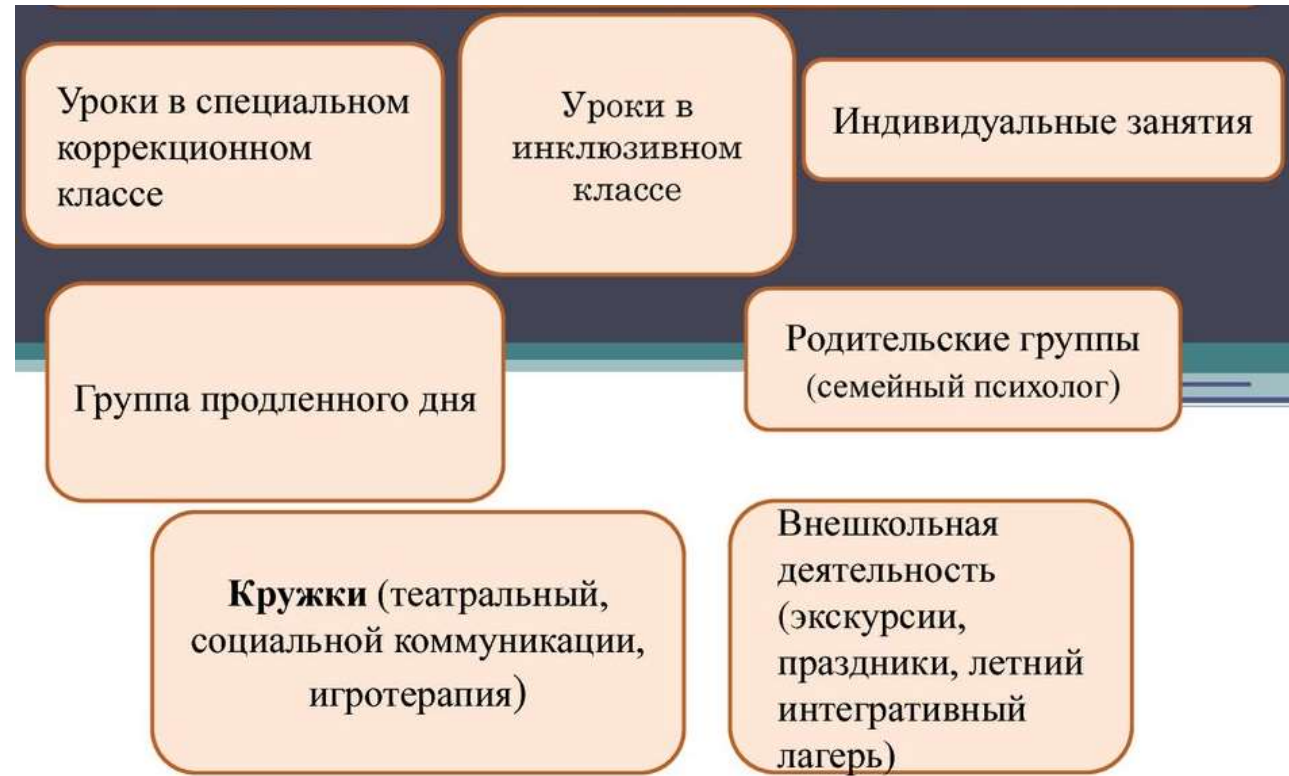 Уроки в специальном
коррекционном
классе
Уроки в
инклюзивном
классе
Индивидуальные занятия
Группа продленного дня
Родительские группы
(семейный психолог)
Кружки (театральный,
социальной коммуникации,
игротерапия)
Внешкольная
деятельность
(экскурсии,
праздники, летний
интегративный
лагерь)